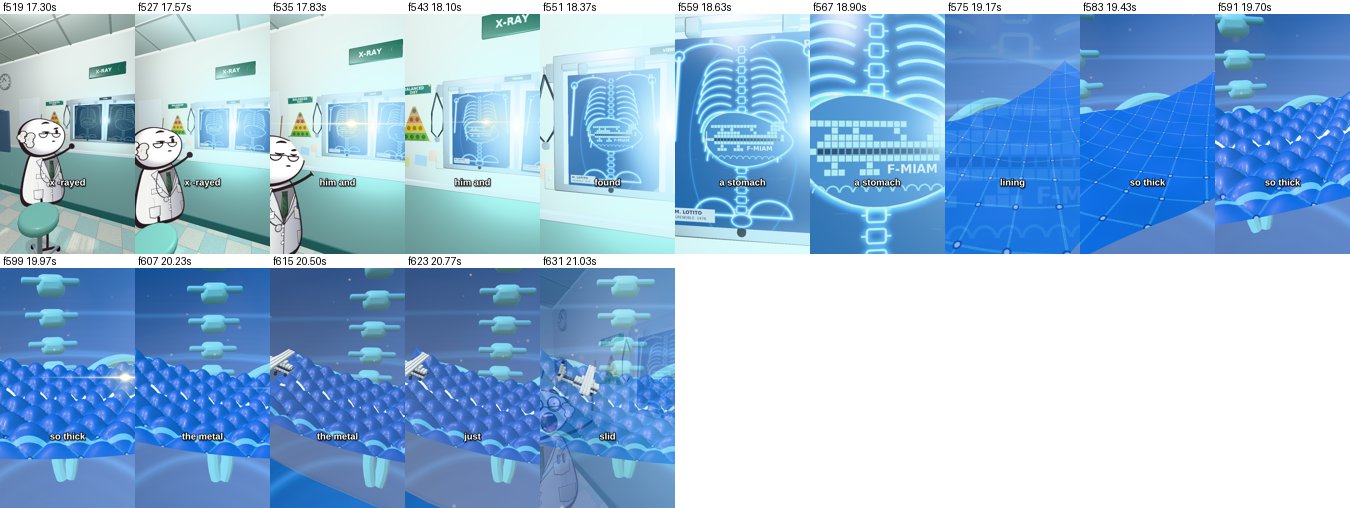 f519 17.30s
f527 17.57s
f535 17.83s
f543 18.10s
f551 18.37s
f559 18.63s
f567 18.90s
f575 19.17s
f583 19.43s
f591 19.70s
X-RAY
X-RAY
X-RAY
X-RAY
BALANCED DIET
F-MIAM
F-MIAM
M. LOTITO
x-rayed
x-rayed
him and
him and
found
a stomach
a stomach
lining
so thick
so thick
f599 19.97s
f607 20.23s
f615 20.50s
f623 20.77s
f631 21.03s
so thick
the metal
the metal
just
slid